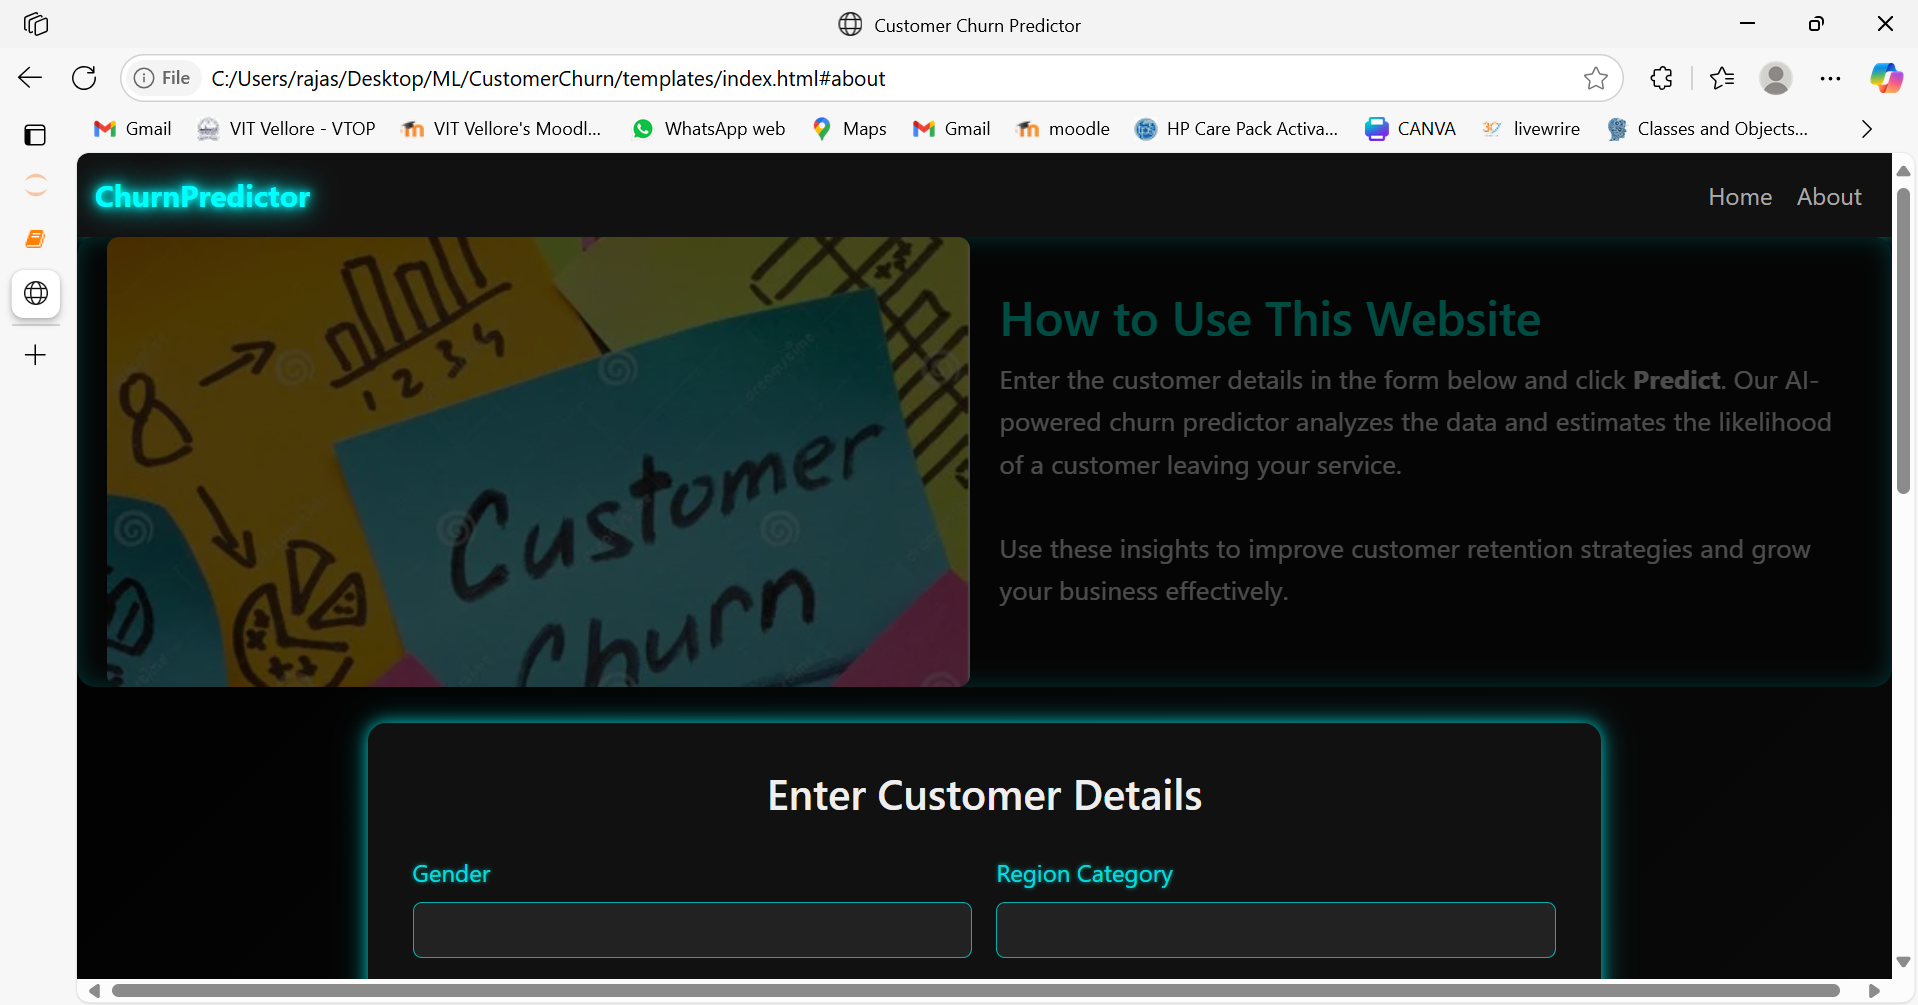 Customer Churn Predictor
File C:/Users/rajas/Desktop/ML/CustomerChurn/templates/index.html#about
Gmail VIT Vellore - VTOP VIT Vellore's Moodl... WhatsApp web Maps Gmail moodle HP Care Pack Activa... CANVA livewrire Classes and Objects...
ChurnPredictor Home About
1 2 3 4
Customer
Churn
How to Use This Website
Enter the customer details in the form below and click Predict. Our AI-
powered churn predictor analyzes the data and estimates the likelihood
of a customer leaving your service.
Use these insights to improve customer retention strategies and grow
your business effectively.
Enter Customer Details
Gender Region Category